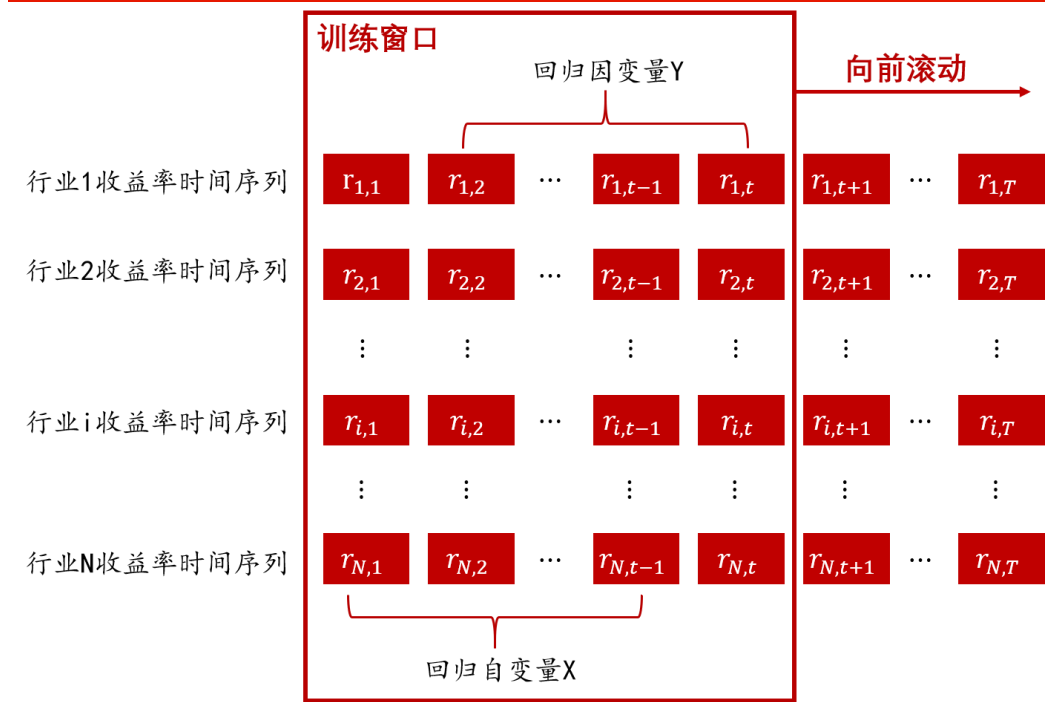 训练窗口
回归因变量Y
向前滚动
行业1收益率时间序列 r1,1 r1,2 ⋯ r1,t−1 r1,t r1,t+1 ⋯ r1,T
行业2收益率时间序列 r2,1 r2,2 ⋯ r2,t−1 r2,t r2,t+1 ⋯ r2,T
⋮ ⋮ ⋮ ⋮ ⋮ ⋮
行业i收益率时间序列 ri,1 ri,2 ⋯ ri,t−1 ri,t ri,t+1 ⋯ ri,T
⋮ ⋮ ⋮ ⋮ ⋮ ⋮
行业N收益率时间序列 rN,1 rN,2 ⋯ rN,t−1 rN,t rN,t+1 ⋯ rN,T
回归自变量X